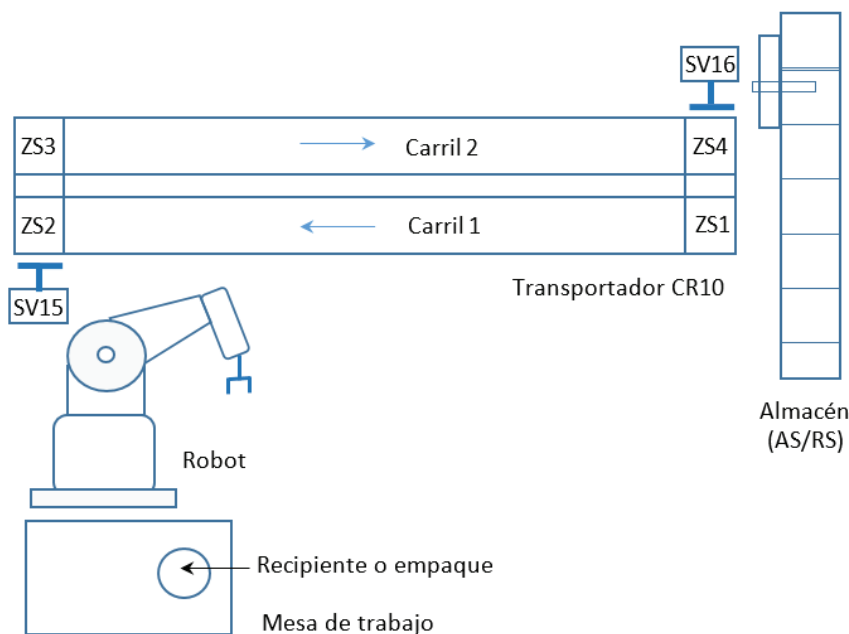 SV16
ZS3
Carril 2
ZS4
ZS2
Carril 1
ZS1
Transportador CR10
SV15
Almacén
(AS/RS)
Robot
Recipiente o empaque
Mesa de trabajo